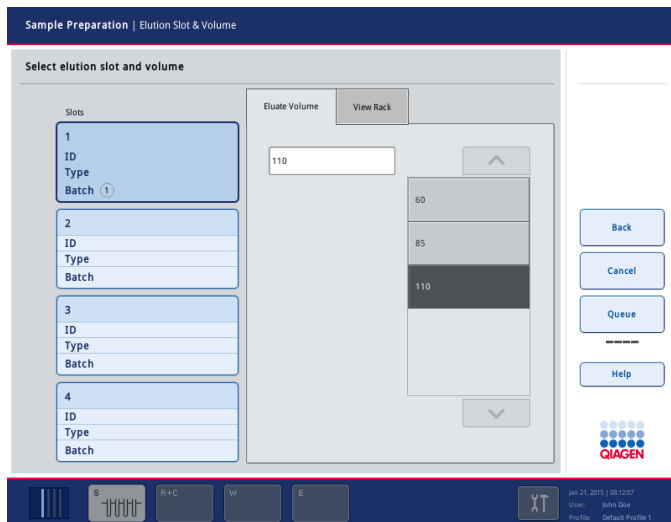 Sample Preparation | Elution Slot & Volume
Select elution slot and volume
Slots
1
ID
Type
Batch 1
2
ID
Type
Batch
3
ID
Type
Batch
4
ID
Type
Batch
Eluate Volume
View Rack
110
60
85
110
Back
Cancel
Queue
Help
QIAGEN
S
R+C
W
E
Jan 21, 2015 | 08:12:07
User: John Doe
Profile: Default Profile 1